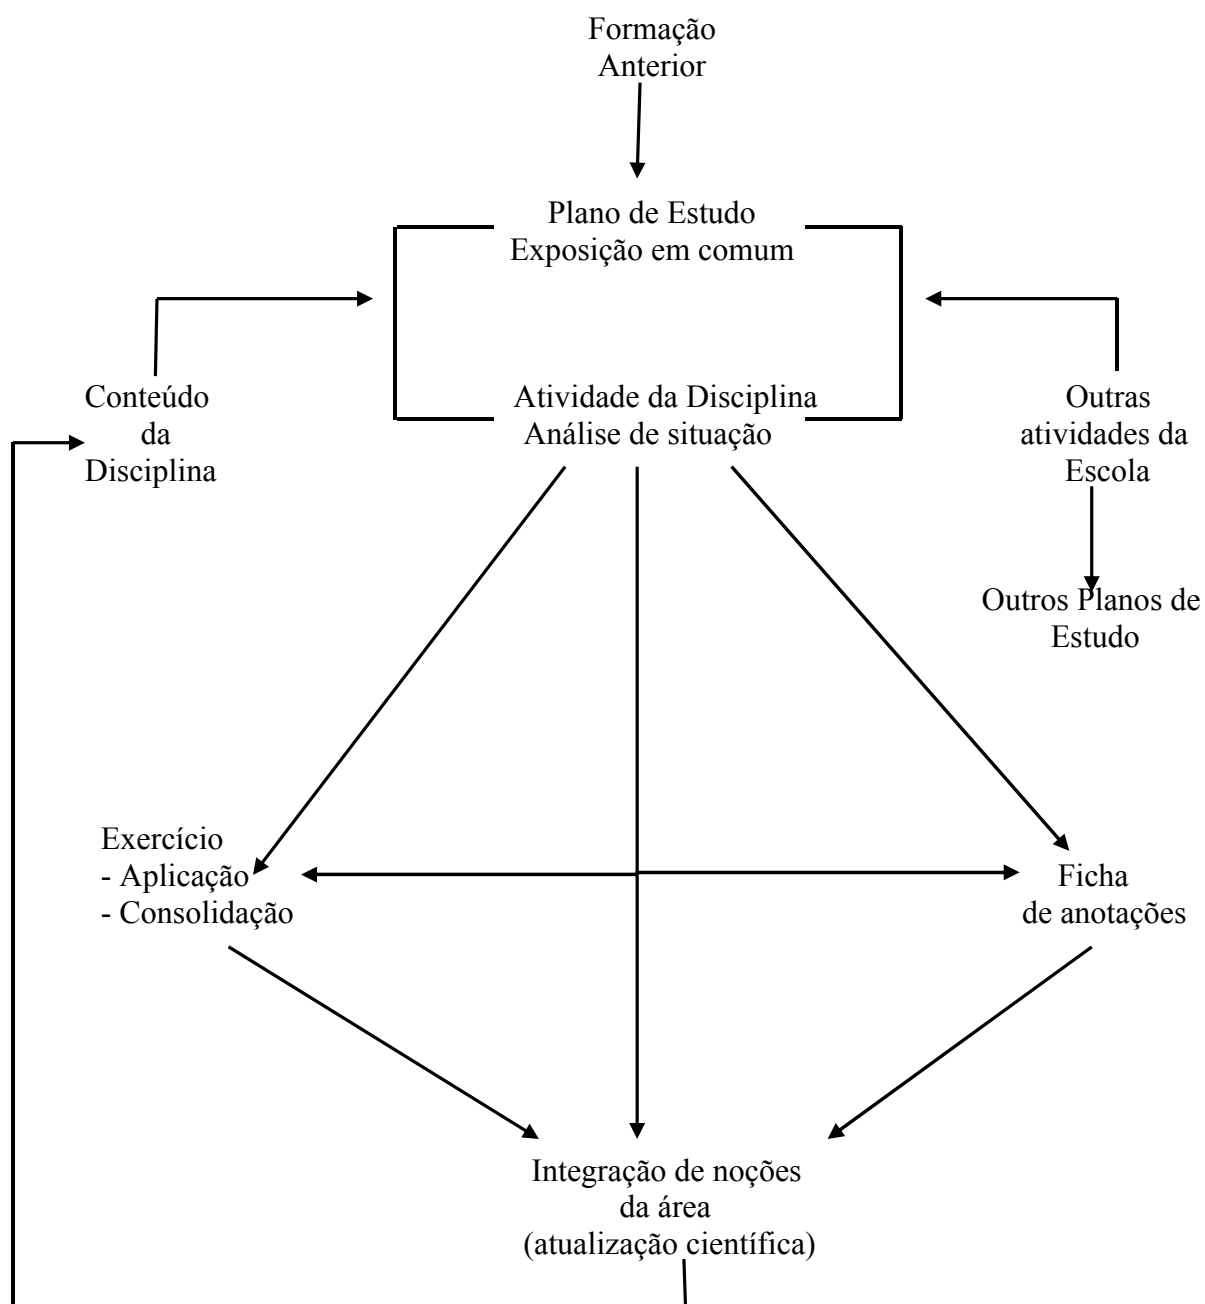 Formação
Anterior
Plano de Estudo
Exposição em comum
Conteúdo
da
Disciplina
Atividade da Disciplina
Análise de situação
Outras
atividades da
Escola
Outros Planos de
Estudo
Exercício
- Aplicação
- Consolidação
Ficha
de anotações
Integração de noções
da área
(atualização científica)